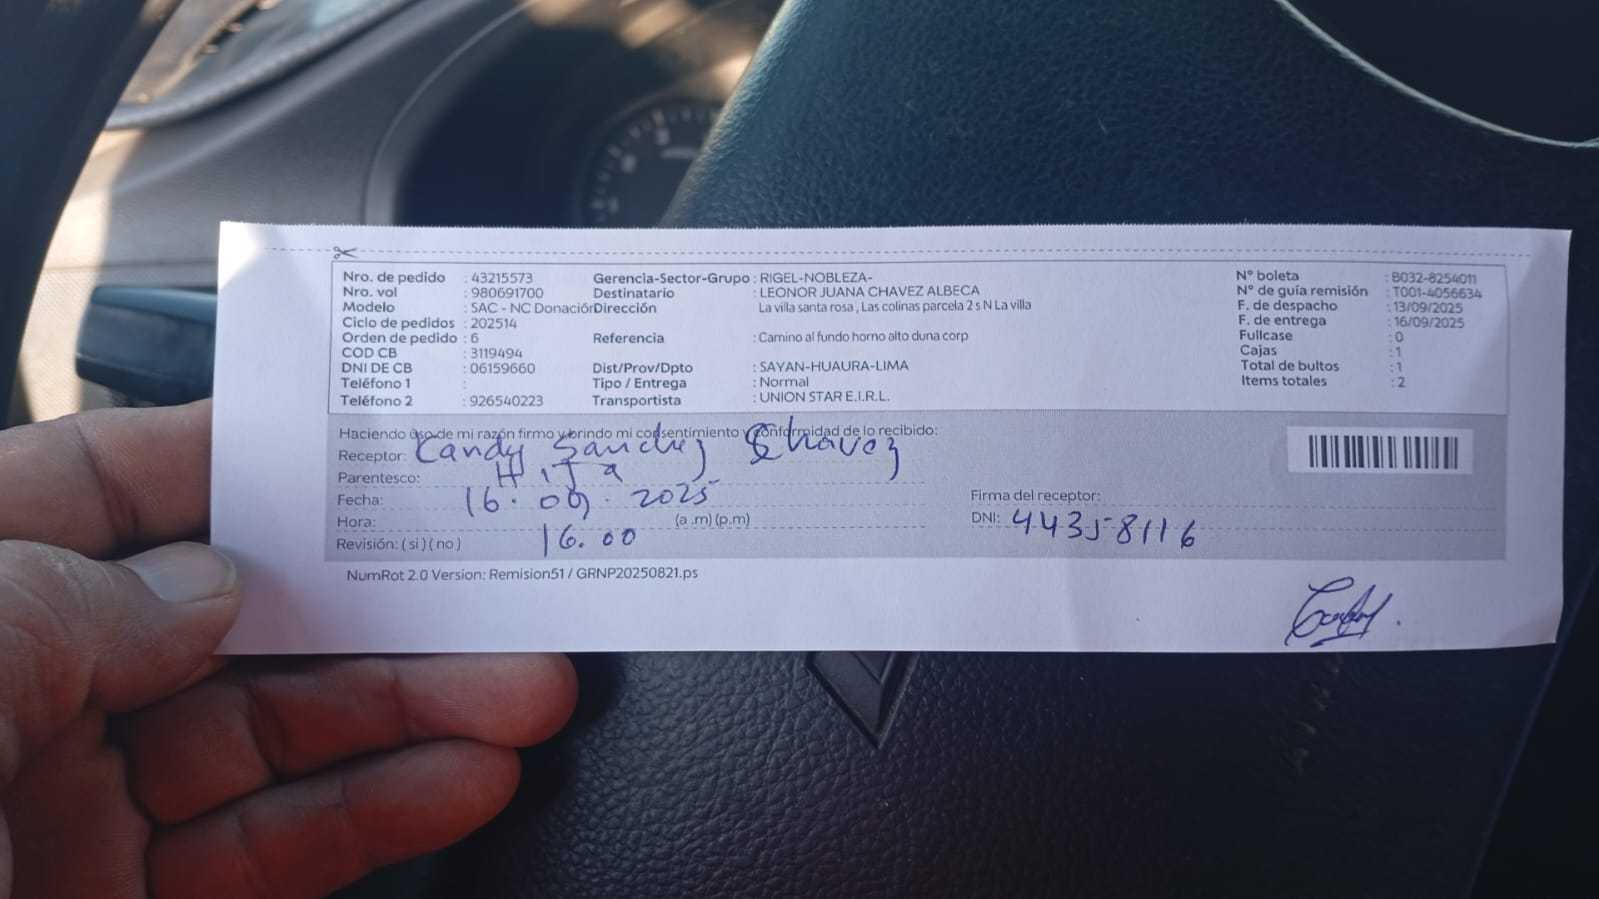 Nro. de pedido : 43215573 Gerencia-Sector-Grupo : RIGEL-NOBLEZA- N° boleta : B032-8254011
Nro. vol : 980691700 Destinatario : LEONOR JUANA CHAVEZ ALBECA N° de guía remisión : T001-4056634
Modelo : SAC - NC Donación Dirección La villa santa rosa , Las colinas parcela 2 s N La villa F. de despacho : 13/09/2025
Ciclo de pedidos : 202514 F. de entrega : 16/09/2025
Orden de pedido : 6 Referencia : Camino al fundo horno alto duna corp Fullcase : 0
COD CB : 3119494 Cajas : 1
DNI DE CB : 06159660 Dist/Prov/Dpto : SAYAN-HUAURA-LIMA Total de bultos : 1
Teléfono 1 : Tipo / Entrega : Normal Items totales : 2
Teléfono 2 : 926540223 Transportista : UNION STAR E.I.R.L.
Haciendo uso de mi razón firmo y brindo mi consentimiento y conformidad de lo recibido:
Receptor: Candy Sanchez Chavez
Parentesco: HIJa
Fecha: 16.09.2025 Firma del receptor:
Hora: 16.00 (a .m) (p.m) DNI: 44358116
Revisión: ( si ) ( no )
NumRot 2.0 Version: Remision51 / GRNP20250821.ps